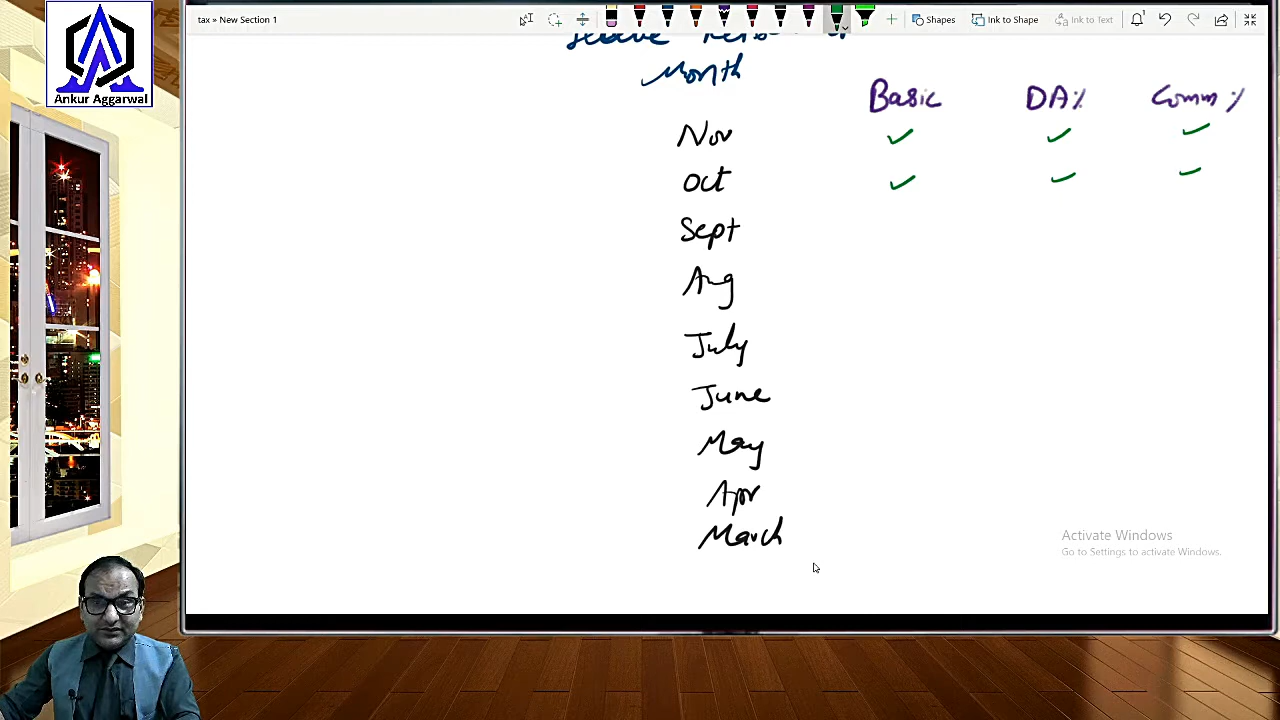 tax » New Section 1
Shapes
Ink to Shape
Ink to Text
Ankur Aggarwal
Month
Basic DA% Comm %
Nov ✓ ✓ ✓
Oct ✓ ✓ ✓
Sept
Aug
July
June
May
Apr
March
Activate Windows
Go to Settings to activate Windows.